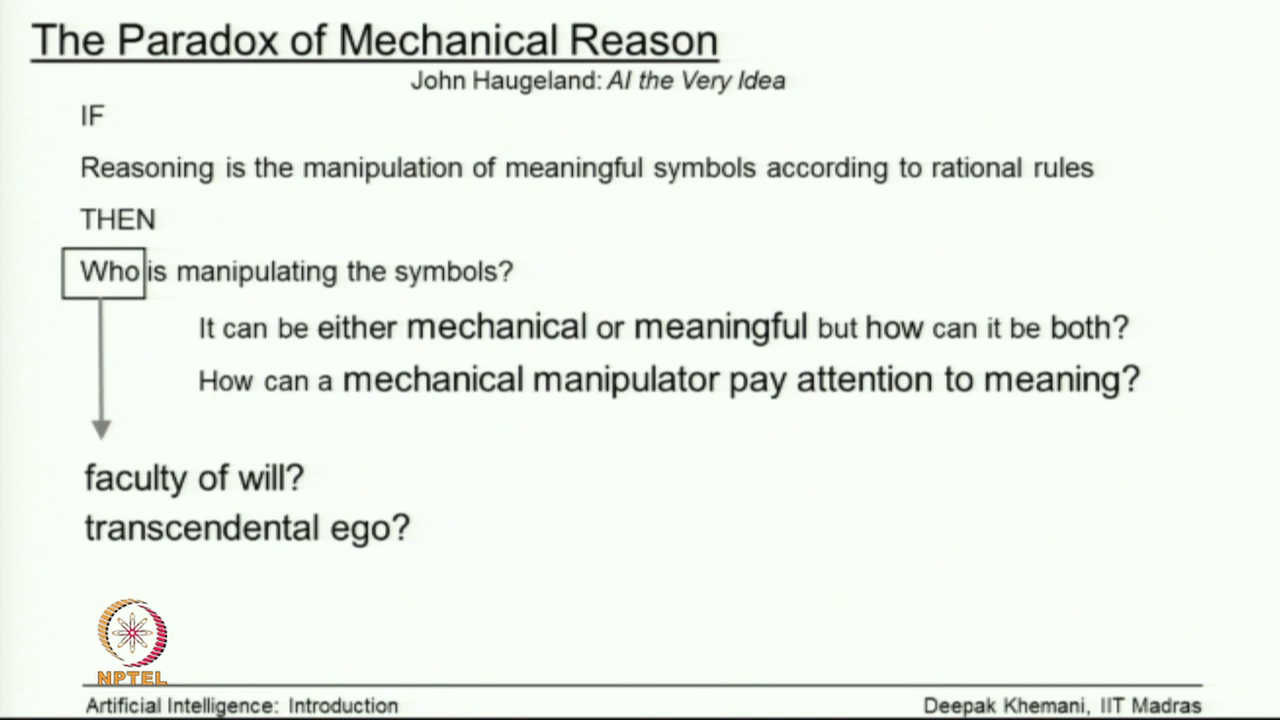 The Paradox of Mechanical Reason
John Haugeland: AI the Very Idea
IF
Reasoning is the manipulation of meaningful symbols according to rational rules
THEN
Who is manipulating the symbols?
It can be either mechanical or meaningful but how can it be both?
How can a mechanical manipulator pay attention to meaning?
faculty of will?
transcendental ego?
NPTEL
Artificial Intelligence: Introduction
Deepak Khemani, IIT Madras